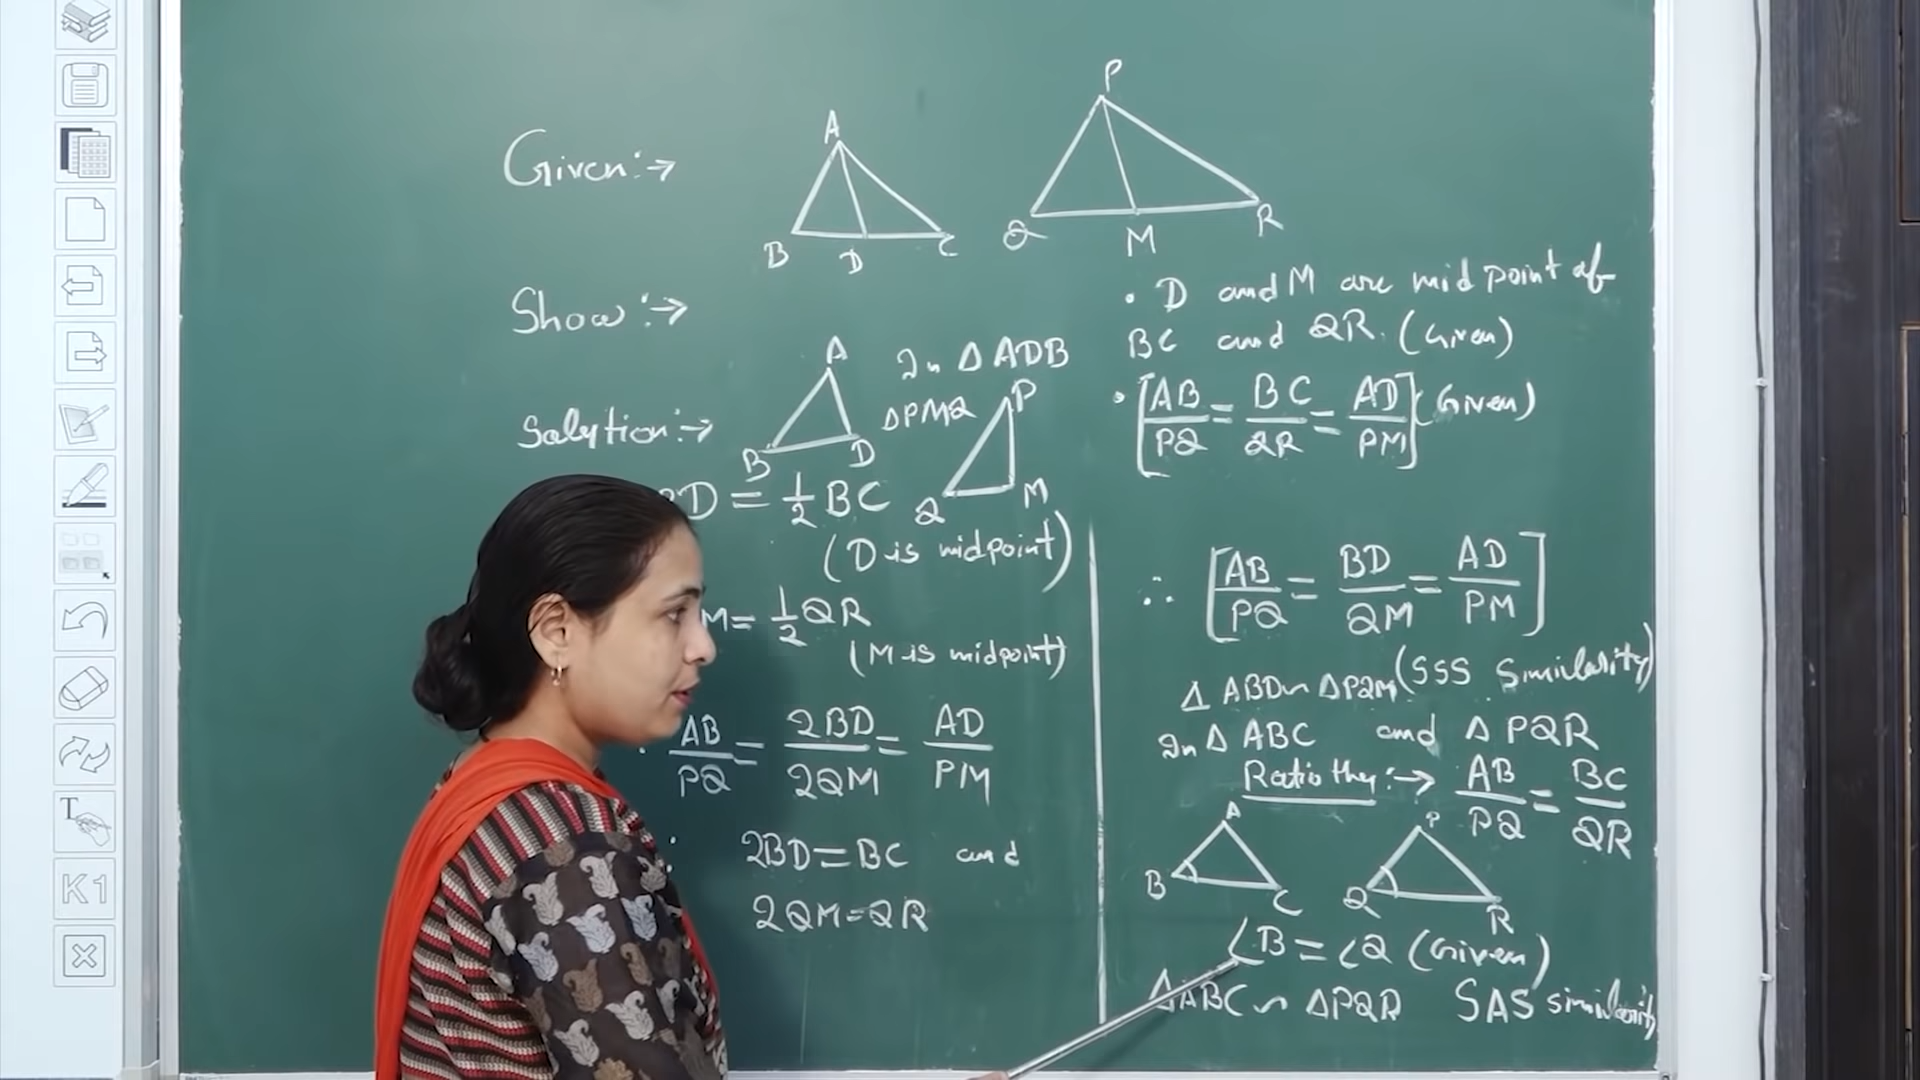 Given:→
A
B D C
P
Q M R
Show:→
• D and M are mid point of
BC and QR. (Given)
• [AB/PQ = BC/QR = AD/PM] (Given)
Salytion:→
A
B D
In Δ ADB
ΔPMQ
P
Q M
D = 1/2 BC
(D is midpoint)
M = 1/2 QR
(M is midpoint)
AB/PQ = 2BD/2QM = AD/PM
2BD = BC and
2QM = QR
∴ [AB/PQ = BD/QM = AD/PM]
(SSS Similarity)
Δ ABD ~ ΔPQM
In Δ ABC and Δ PQR
Ratio they:→ AB/PQ = BC/QR
A
B C
P
Q R
∠B = ∠Q (Given)
ΔABC ~ ΔPQR SAS similarity
T
K1